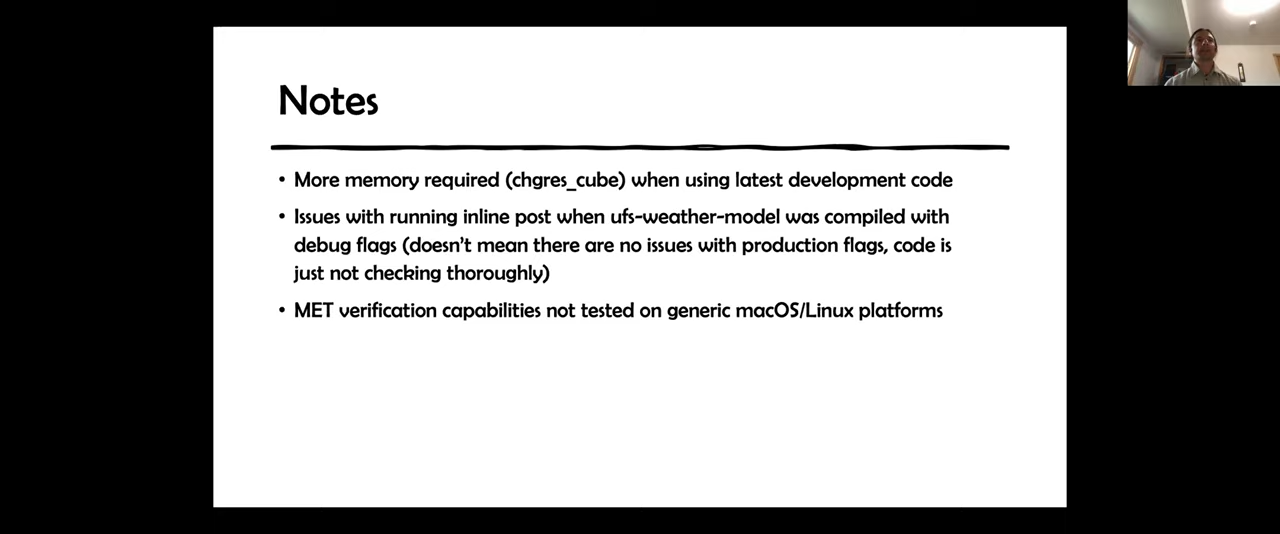 Notes
• More memory required (chgres_cube) when using latest development code
• Issues with running inline post when ufs-weather-model was compiled with
debug flags (doesn't mean there are no issues with production flags, code is
just not checking thoroughly)
• MET verification capabilities not tested on generic macOS/Linux platforms